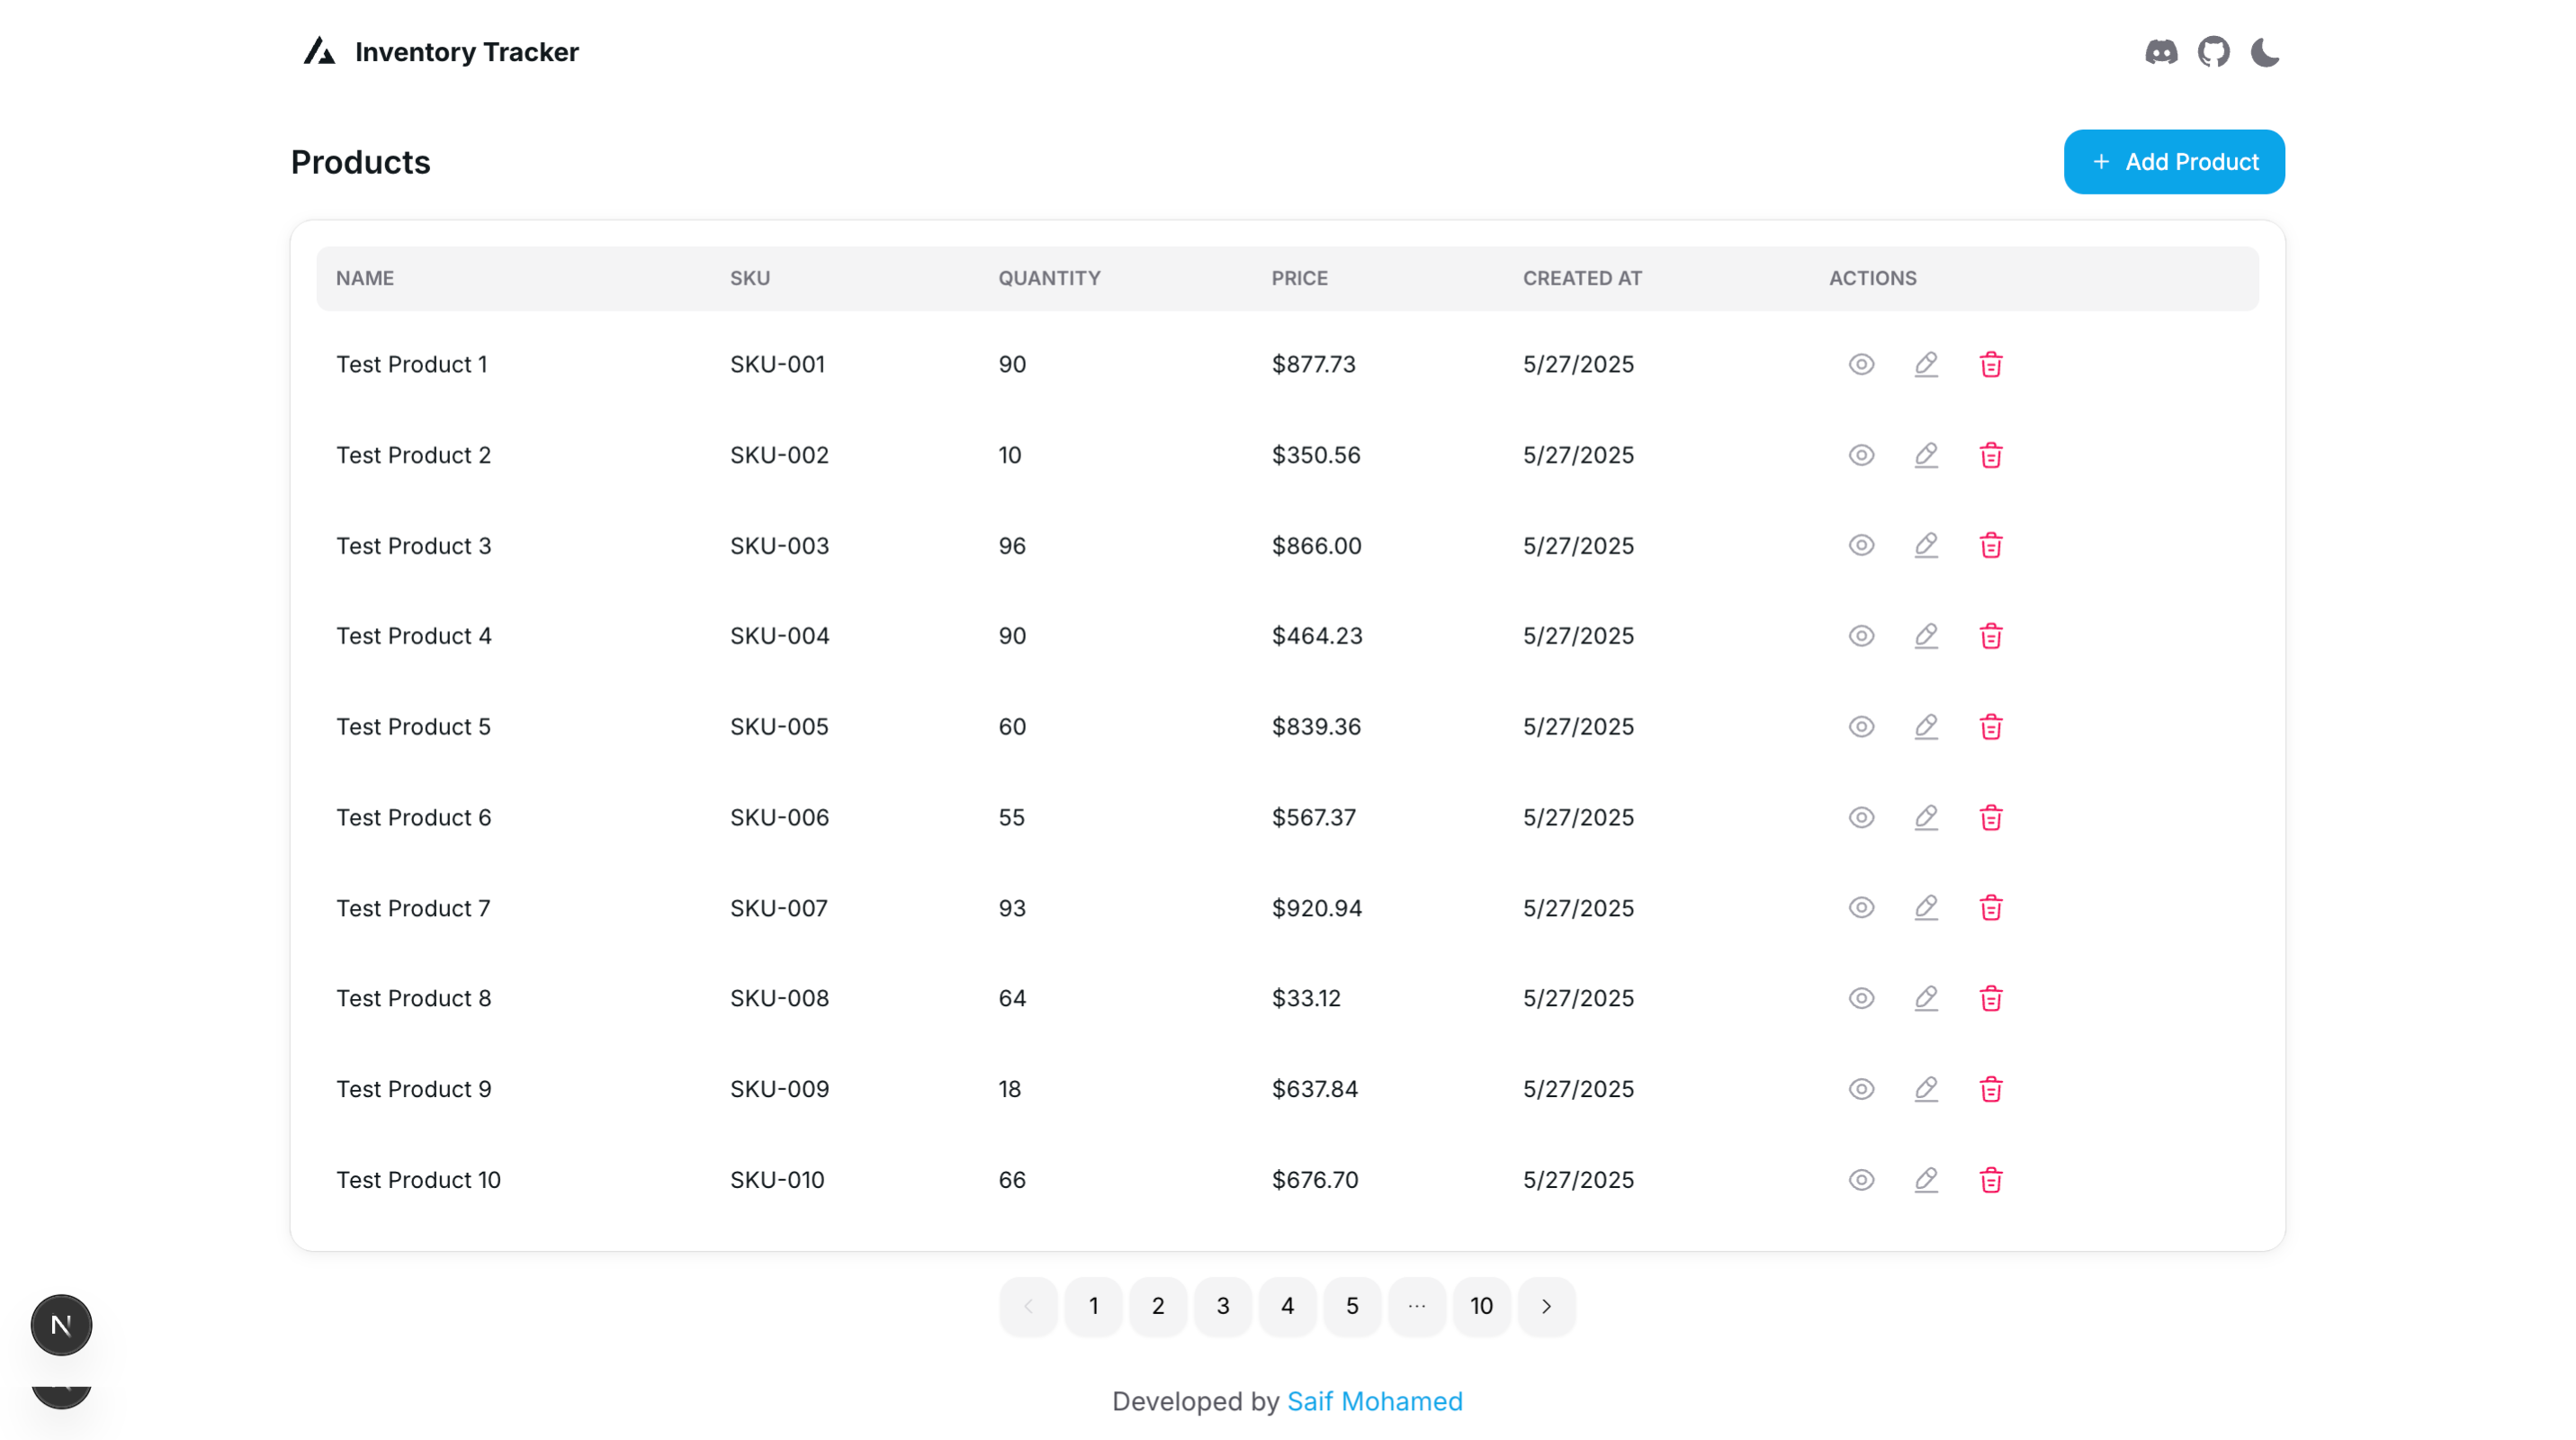 Inventory Tracker
Products
+ Add Product
NAME SKU QUANTITY PRICE CREATED AT ACTIONS
Test Product 1 SKU-001 90 $877.73 5/27/2025
Test Product 2 SKU-002 10 $350.56 5/27/2025
Test Product 3 SKU-003 96 $866.00 5/27/2025
Test Product 4 SKU-004 90 $464.23 5/27/2025
Test Product 5 SKU-005 60 $839.36 5/27/2025
Test Product 6 SKU-006 55 $567.37 5/27/2025
Test Product 7 SKU-007 93 $920.94 5/27/2025
Test Product 8 SKU-008 64 $33.12 5/27/2025
Test Product 9 SKU-009 18 $637.84 5/27/2025
Test Product 10 SKU-010 66 $676.70 5/27/2025
1 2 3 4 5 ... 10
N
Developed by Saif Mohamed